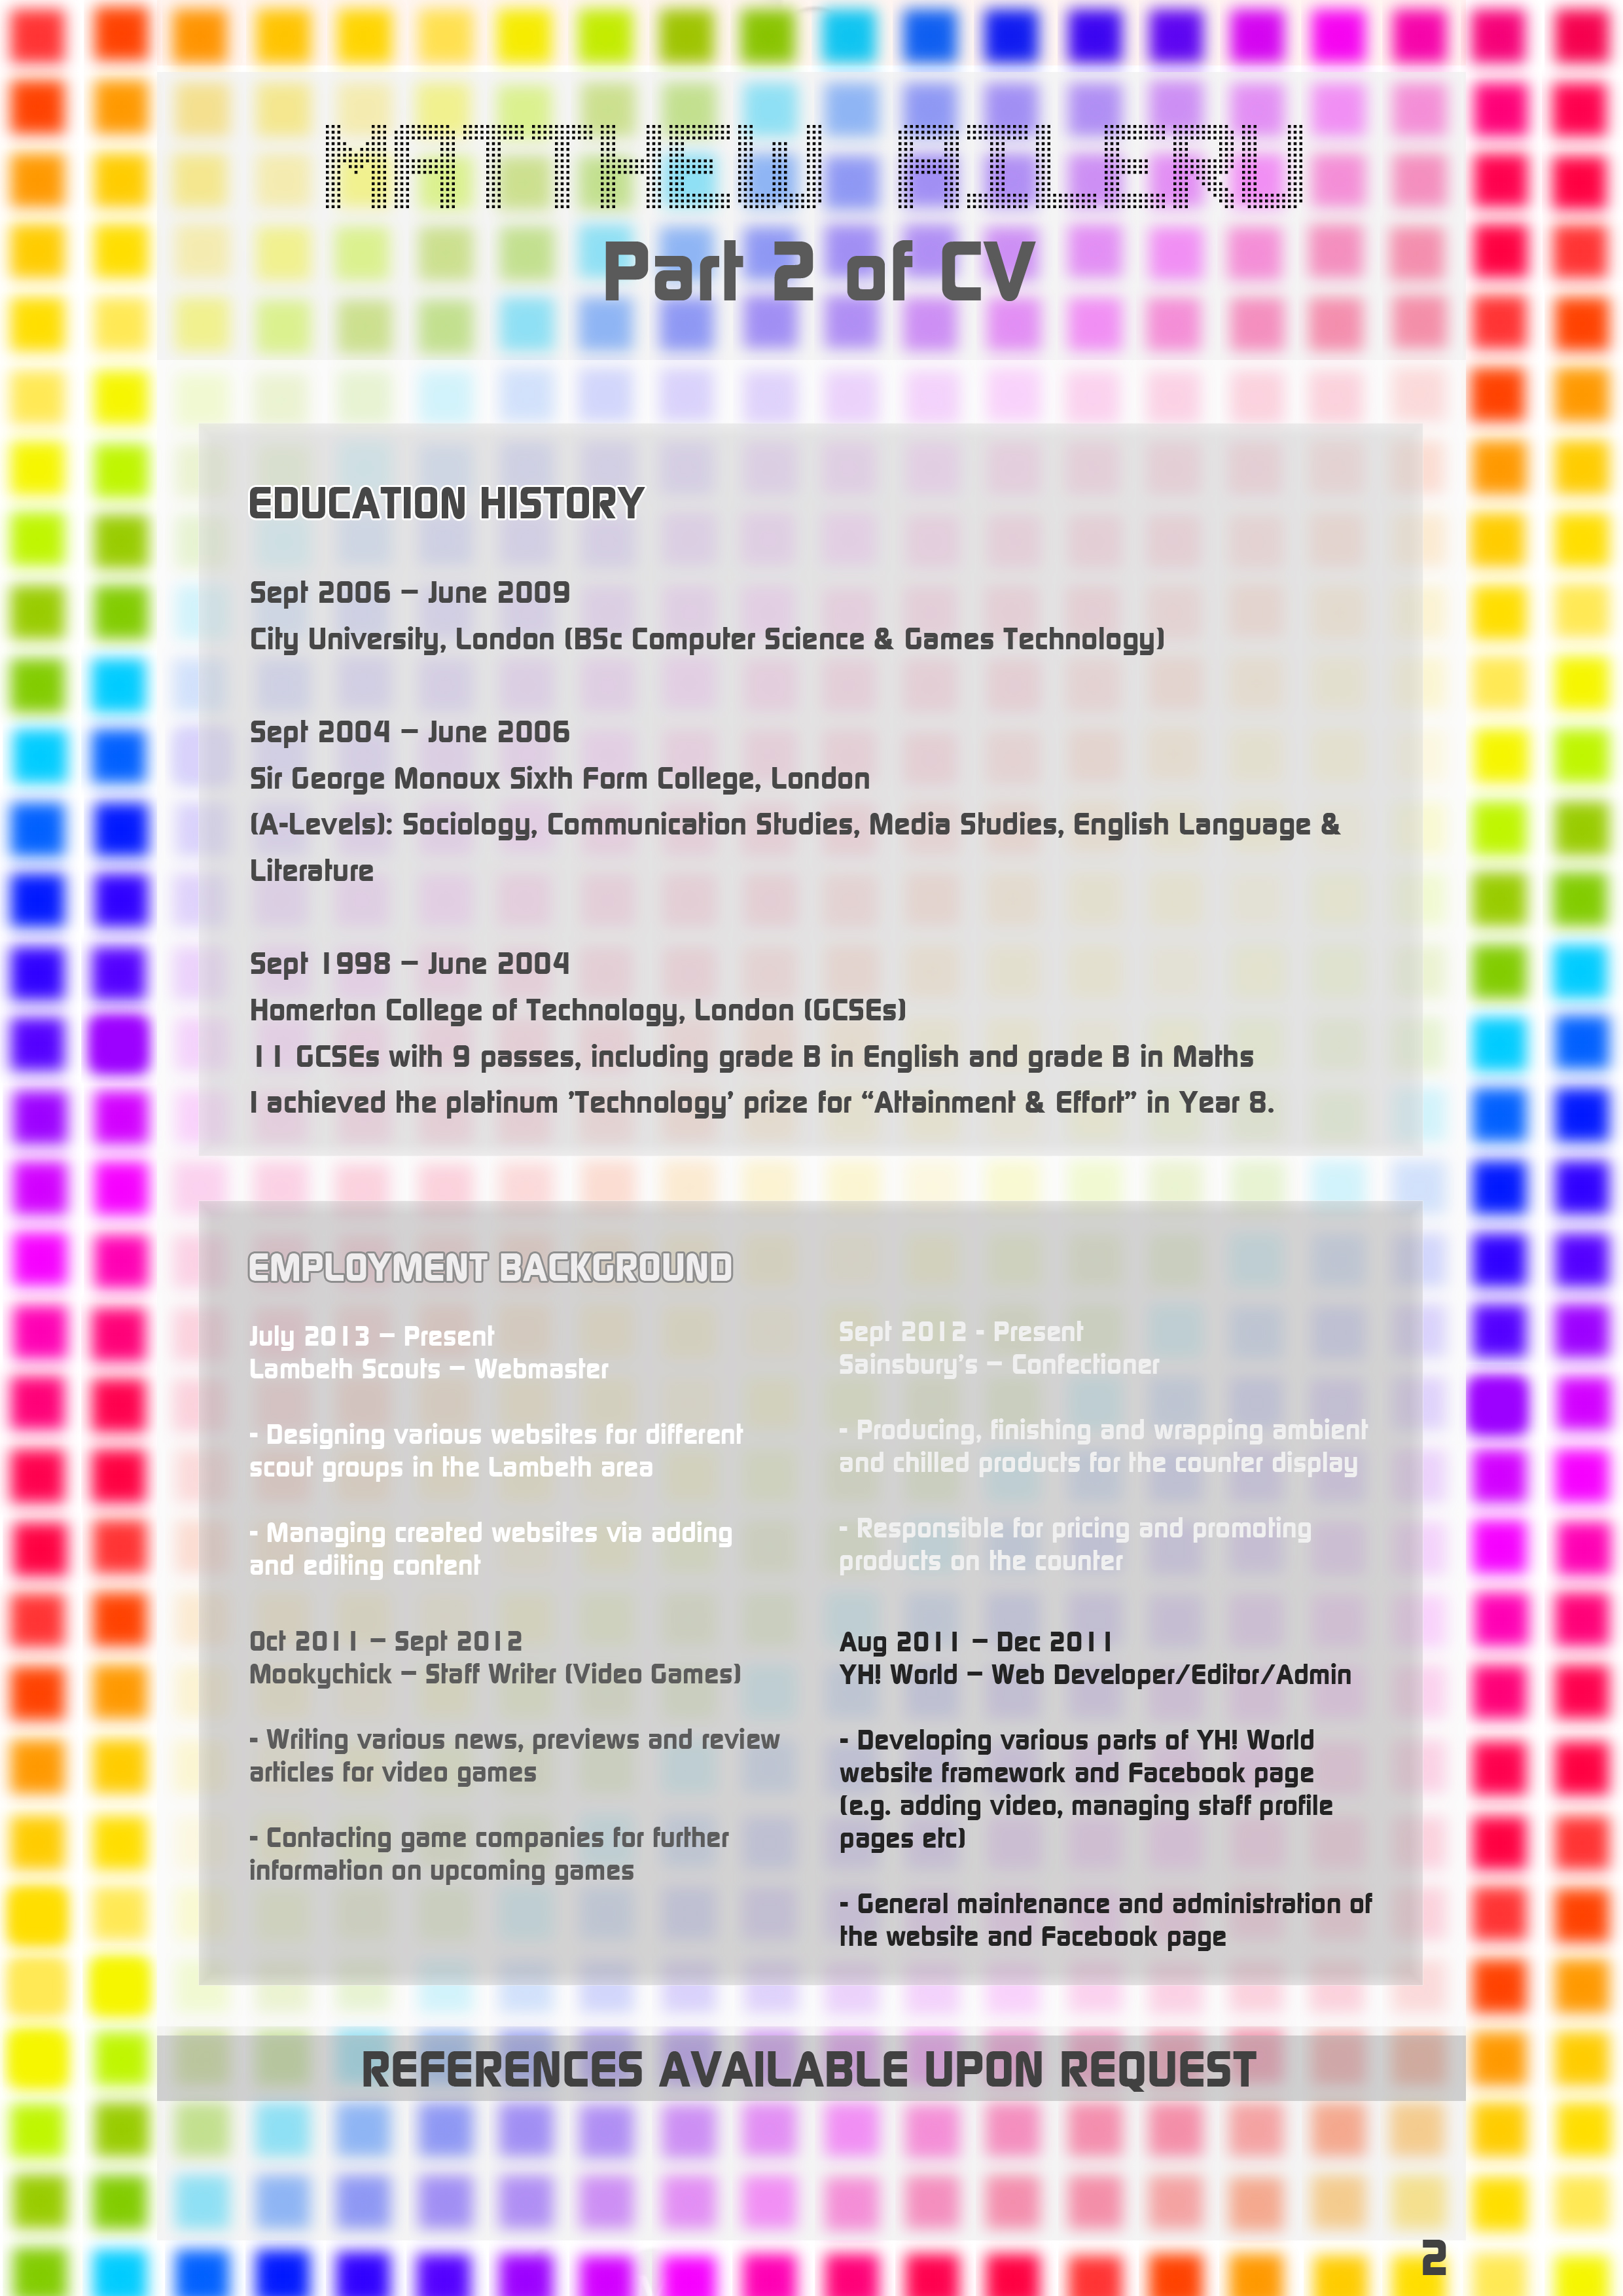 MATTHEW AILERU
Part 2 of CV
EDUCATION HISTORY
Sept 2006 – June 2009
City University, London (BSc Computer Science & Games Technology)
Sept 2004 – June 2006
Sir George Monoux Sixth Form College, London
(A-Levels): Sociology, Communication Studies, Media Studies, English Language &
Literature
Sept 1998 – June 2004
Homerton College of Technology, London (GCSEs)
11 GCSEs with 9 passes, including grade B in English and grade B in Maths
I achieved the platinum 'Technology' prize for “Attainment & Effort” in Year 8.
EMPLOYMENT BACKGROUND
July 2013 – Present
Lambeth Scouts – Webmaster
- Designing various websites for different
scout groups in the Lambeth area
- Managing created websites via adding
and editing content
Sept 2012 - Present
Sainsbury's – Confectioner
- Producing, finishing and wrapping ambient
and chilled products for the counter display
- Responsible for pricing and promoting
products on the counter
Oct 2011 – Sept 2012
Mookychick – Staff Writer (Video Games)
- Writing various news, previews and review
articles for video games
- Contacting game companies for further
information on upcoming games
Aug 2011 – Dec 2011
YH! World – Web Developer/Editor/Admin
- Developing various parts of YH! World
website framework and Facebook page
(e.g. adding video, managing staff profile
pages etc)
- General maintenance and administration of
the website and Facebook page
REFERENCES AVAILABLE UPON REQUEST
2